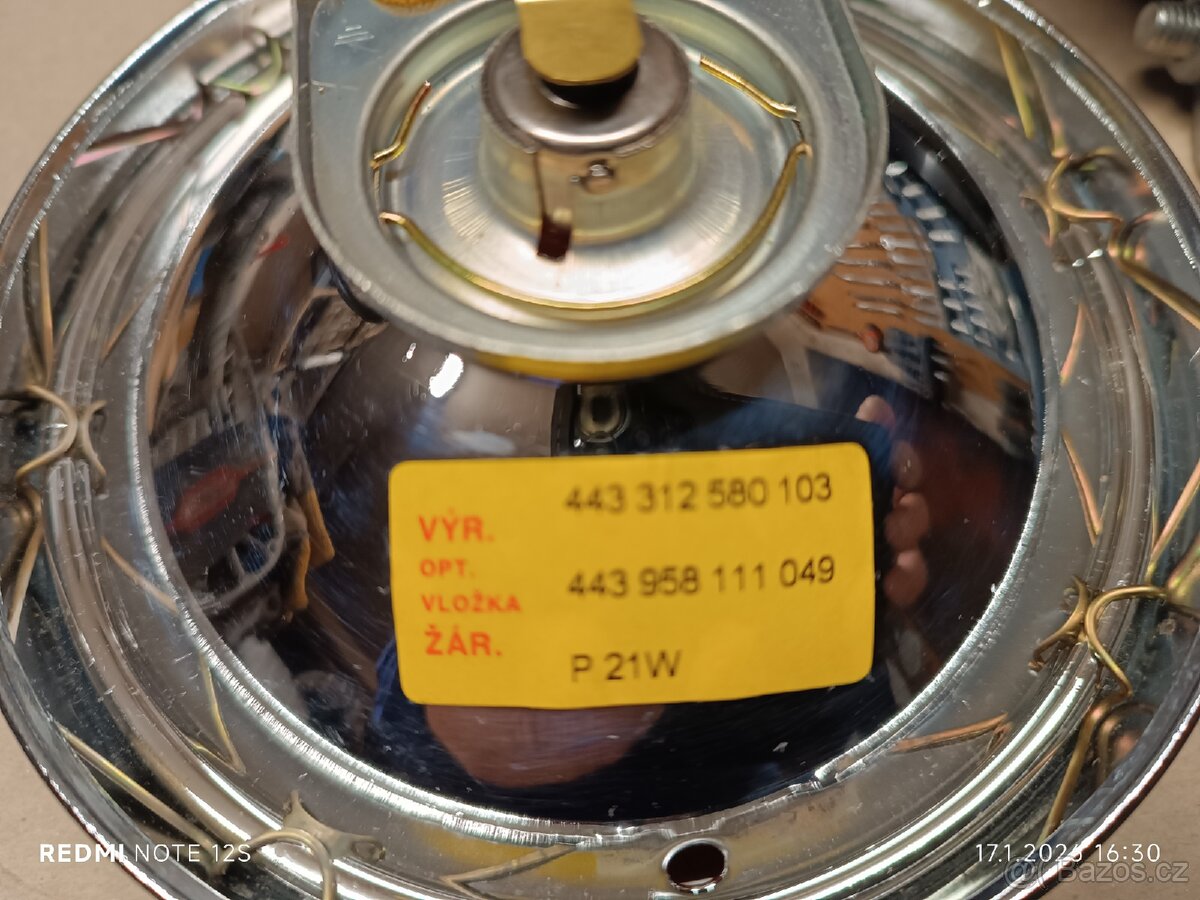 443 312 580 103
VÝR.
OPT.
443 958 111 049
VLOŽKA
ŽÁR.
P 21W
REDMI NOTE 12S
17.1.2026 16:30
@ Bazos.cz